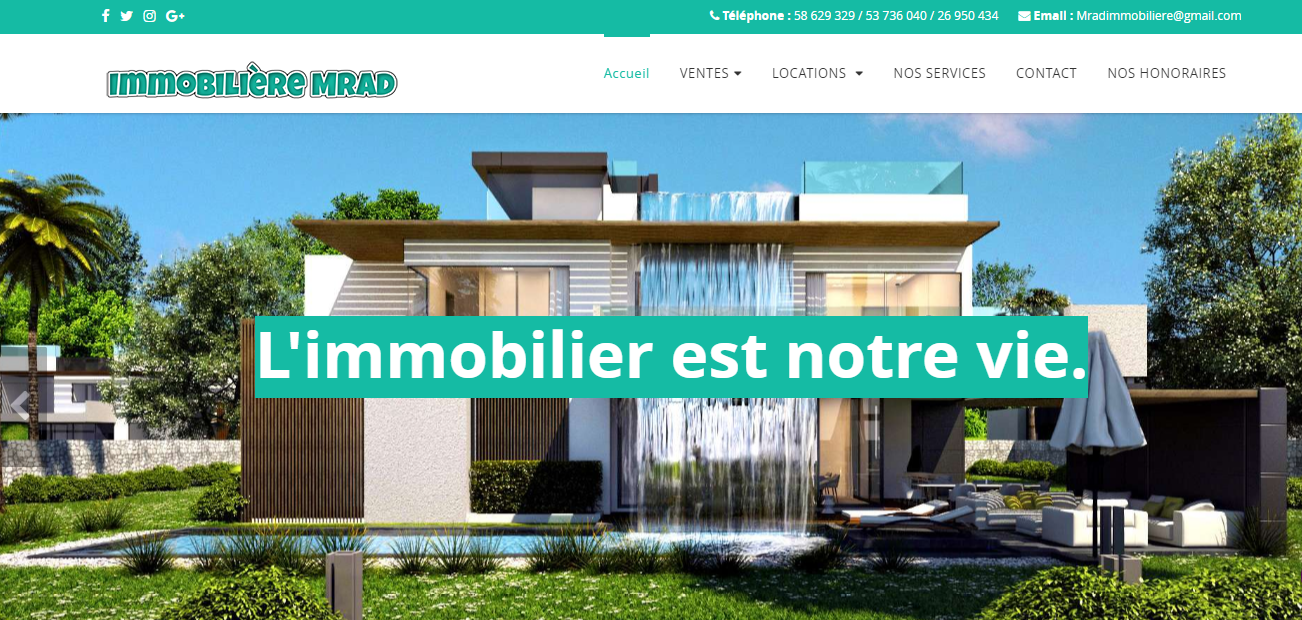 Téléphone : 58 629 329 / 53 736 040 / 26 950 434 Email : Mradimmobiliere@gmail.com
IMMOBILIÈRE MRAD
Accueil VENTES LOCATIONS NOS SERVICES CONTACT NOS HONORAIRES
L'immobilier est notre vie.